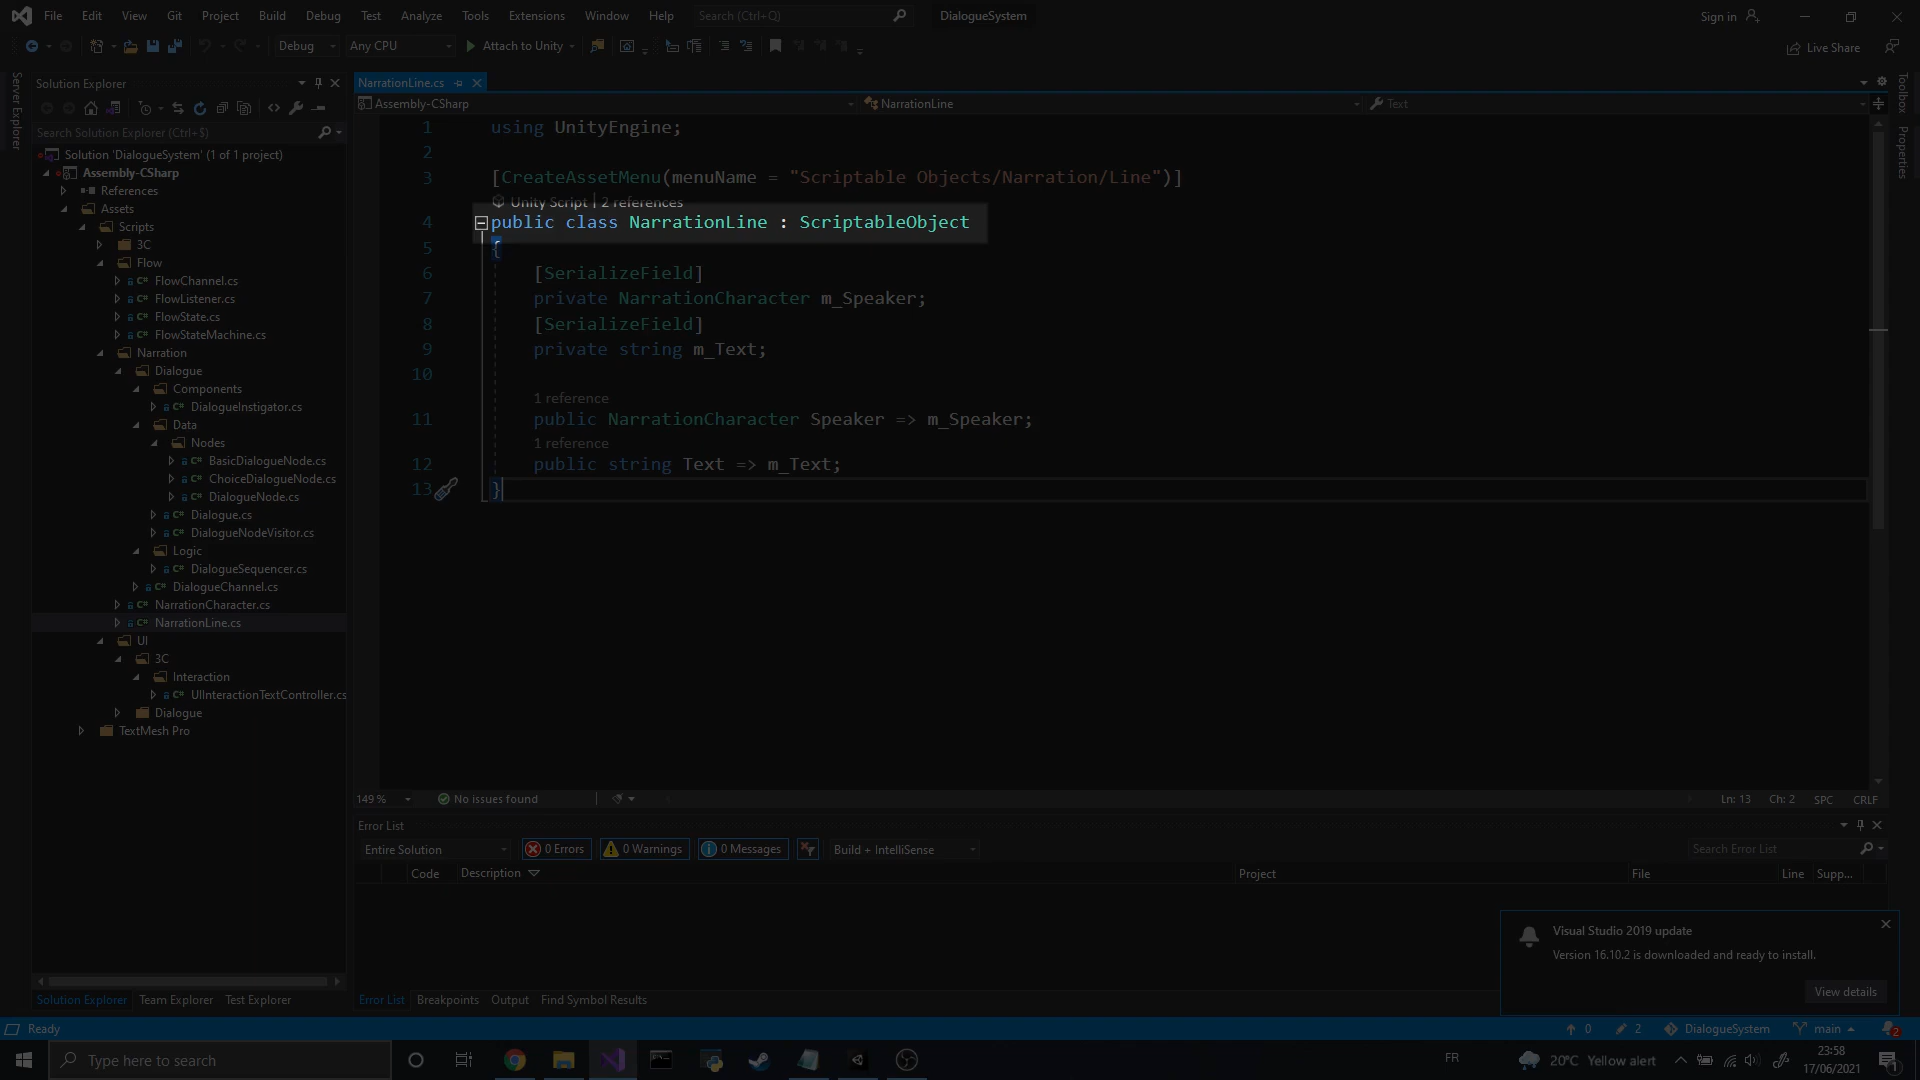 File Edit View Git Project Build Debug Test Analyze Tools Extensions Window Help Search (Ctrl+Q) DialogueSystem Sign in
Debug Any CPU Attach to Unity Live Share
Server Explorer
Solution Explorer
Search Solution Explorer (Ctrl+$)
Solution 'DialogueSystem' (1 of 1 project)
Assembly-CSharp
References
Assets
Scripts
3C
Flow
FlowChannel.cs
FlowListener.cs
FlowState.cs
FlowStateMachine.cs
Narration
Dialogue
Components
DialogueInstigator.cs
Data
Nodes
BasicDialogueNode.cs
ChoiceDialogueNode.cs
DialogueNode.cs
Dialogue.cs
DialogueNodeVisitor.cs
Logic
DialogueSequencer.cs
DialogueChannel.cs
NarrationCharacter.cs
NarrationLine.cs
UI
3C
Interaction
UIInteractionTextController.cs
Dialogue
TextMesh Pro
Solution Explorer Team Explorer Test Explorer
NarrationLine.cs
Assembly-CSharp NarrationLine Text
1 using UnityEngine;
2
3 [CreateAssetMenu(menuName = "Scriptable Objects/Narration/Line")]
Unity Script | 2 references
4 public class NarrationLine : ScriptableObject
5 {
6 [SerializeField]
7 private NarrationCharacter m_Speaker;
8 [SerializeField]
9 private string m_Text;
10
1 reference
11 public NarrationCharacter Speaker => m_Speaker;
1 reference
12 public string Text => m_Text;
13 }
Toolbox
Properties
149 % No issues found Ln: 13 Ch: 2 SPC CRLF
Error List
Entire Solution 0 Errors 0 Warnings 0 Messages Build + IntelliSense Search Error List
Code Description Project File Line Supp...
Error List Breakpoints Output Find Symbol Results
Visual Studio 2019 update
Version 16.10.2 is downloaded and ready to install.
View details
Ready 0 2 DialogueSystem main 2
Type here to search FR 20°C Yellow alert 23:58
17/06/2021
1